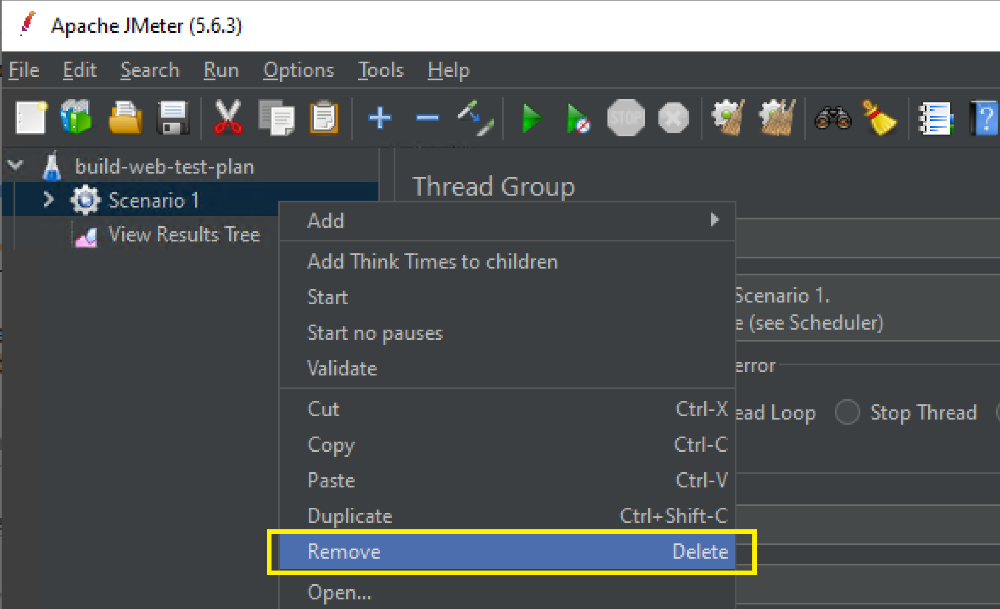 Apache JMeter (5.6.3)
File Edit Search Run Options Tools Help
STOP
?
build-web-test-plan
Scenario 1
View Results Tree
Thread Group
Add
Add Think Times to children
Start
Start no pauses
Validate
Cut Ctrl-X
Copy Ctrl-C
Paste Ctrl-V
Duplicate Ctrl+Shift-C
Remove Delete
Open...
Scenario 1.
e (see Scheduler)
error
ead Loop Stop Thread